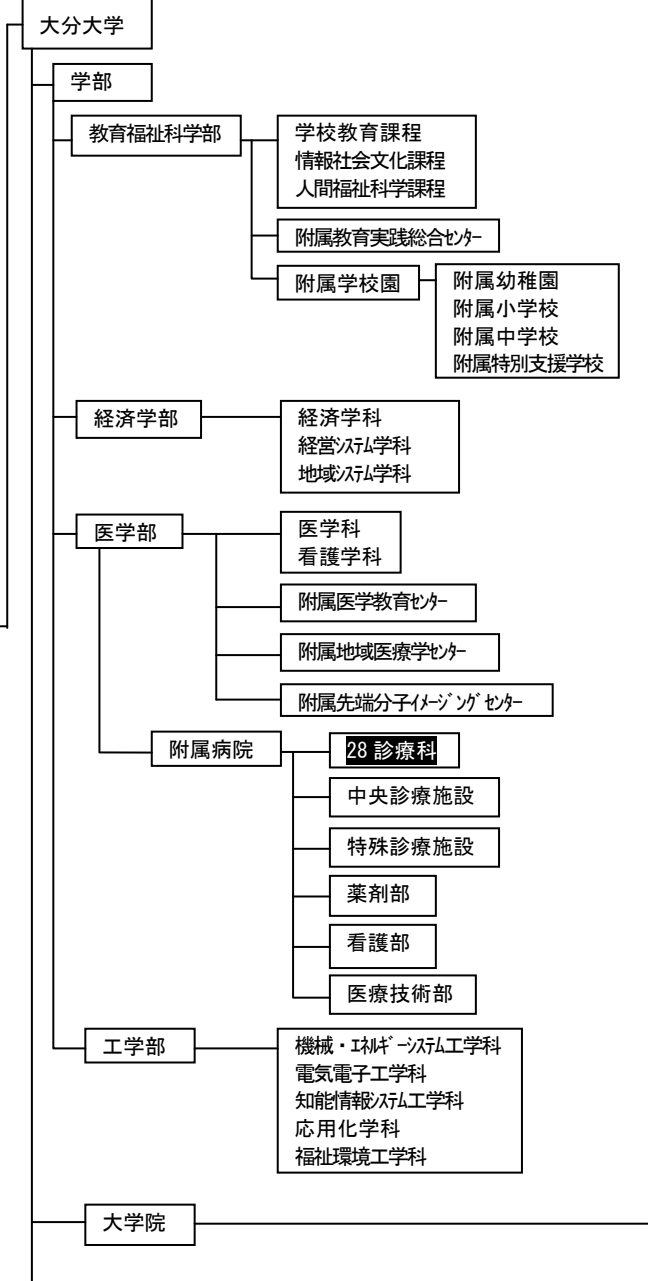 大分大学
学部
教育福祉科学部
学校教育課程
情報社会文化課程
人間福祉科学課程
附属教育実践総合ｾﾝﾀｰ
附属学校園
附属幼稚園
附属小学校
附属中学校
附属特別支援学校
経済学部
経済学科
経営ｼｽﾃﾑ学科
地域ｼｽﾃﾑ学科
医学部
医学科
看護学科
附属医学教育ｾﾝﾀｰ
附属地域医療学ｾﾝﾀｰ
附属先端分子ｲﾒｰｼﾞﾝｸﾞｾﾝﾀｰ
附属病院
28 診療科
中央診療施設
特殊診療施設
薬剤部
看護部
医療技術部
工学部
機械・ｴﾈﾙｷﾞｰｼｽﾃﾑ工学科
電気電子工学科
知能情報ｼｽﾃﾑ工学科
応用化学科
福祉環境工学科
大学院